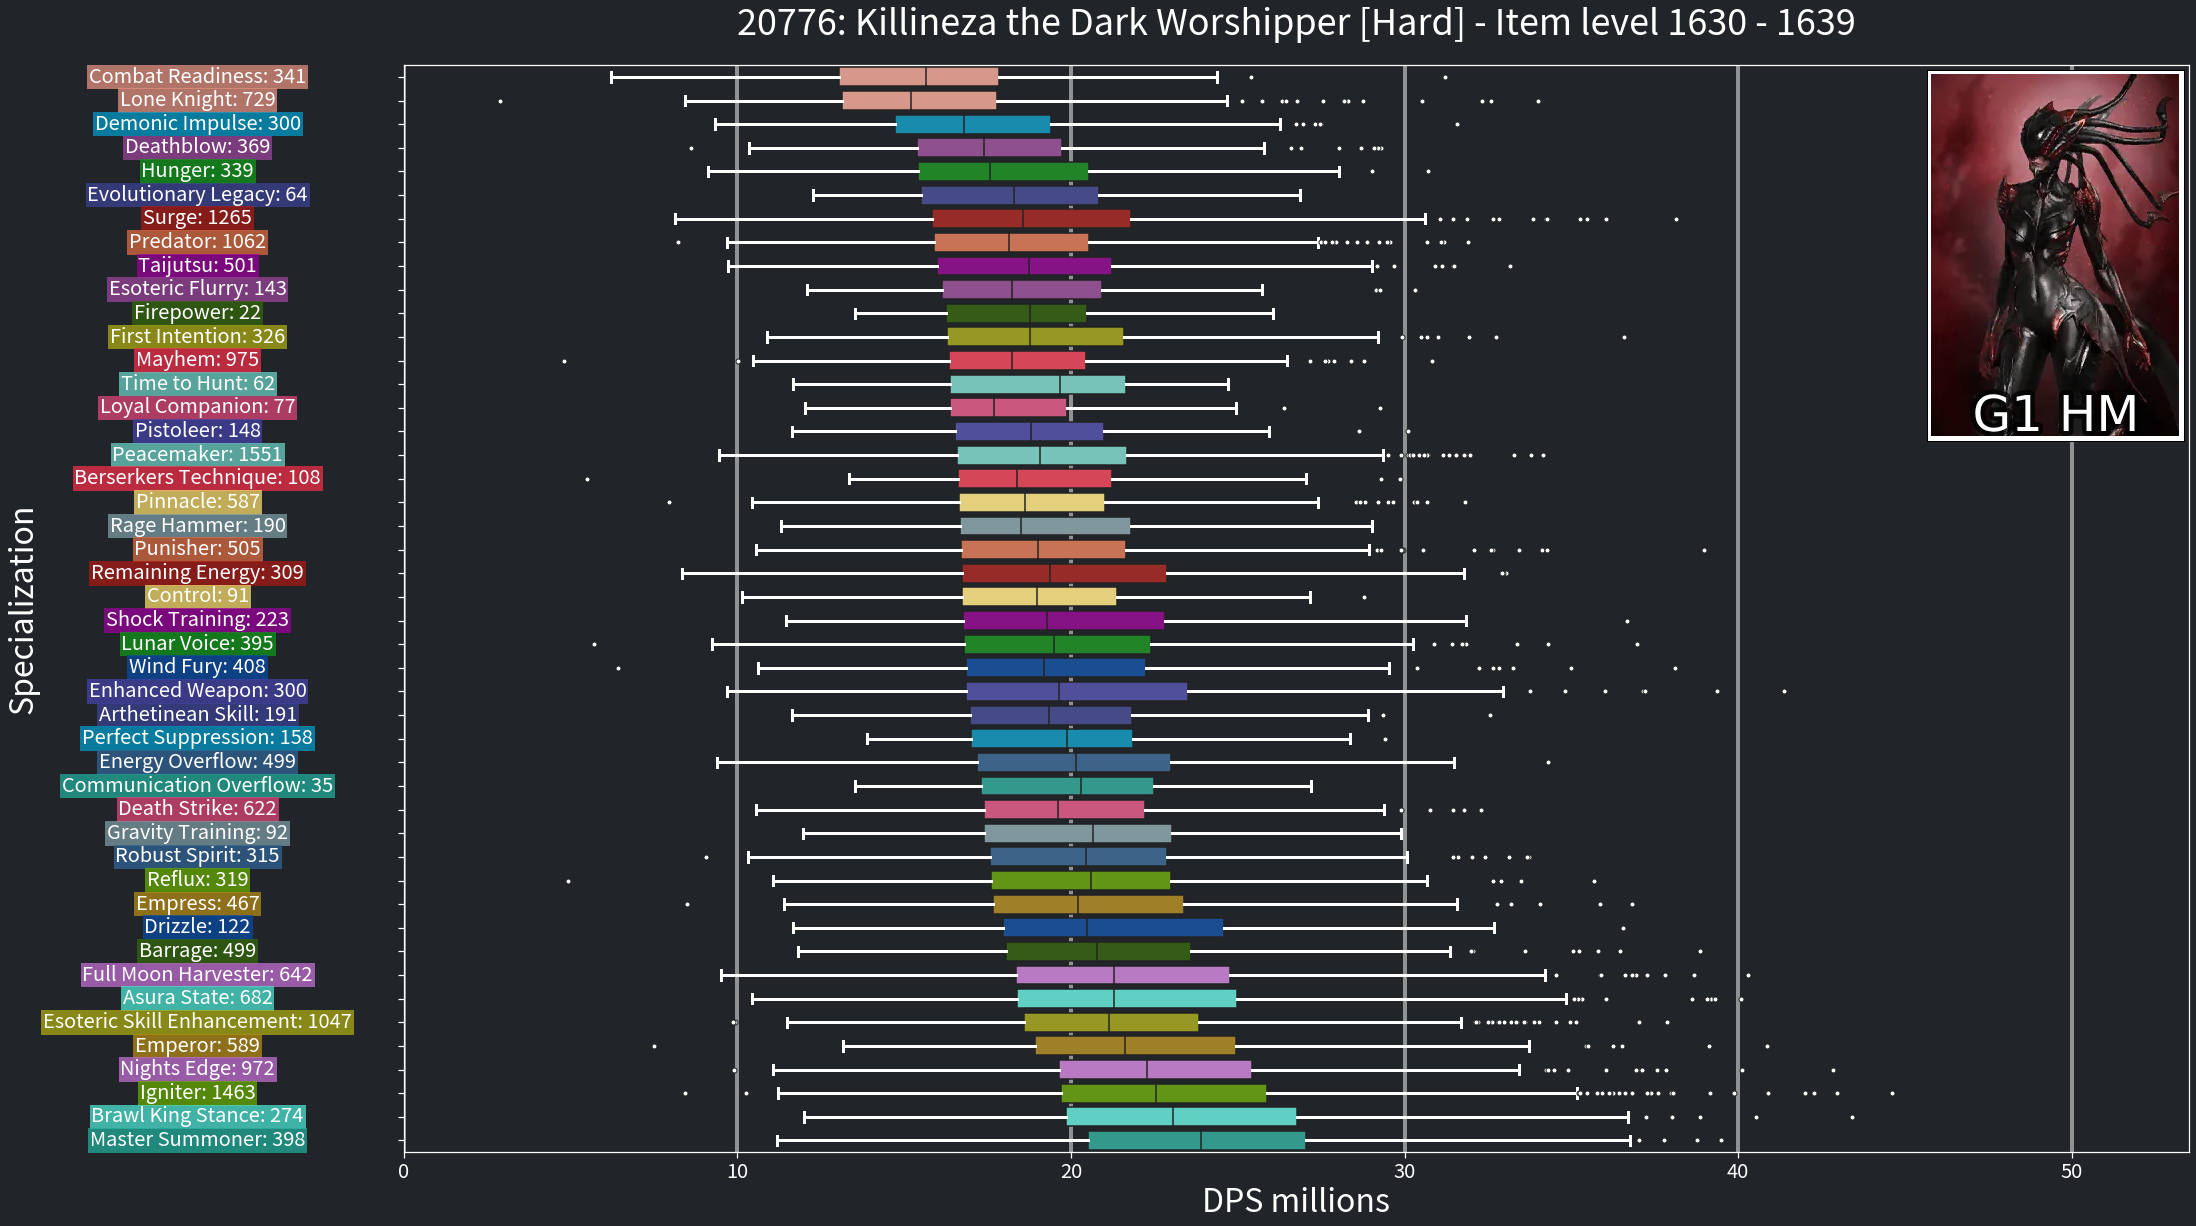 20776: Killineza the Dark Worshipper [Hard] - Item level 1630 - 1639
Combat Readiness: 341
Lone Knight: 729
Demonic Impulse: 300
Deathblow: 369
Hunger: 339
Evolutionary Legacy: 64
Surge: 1265
Predator: 1062
Taijutsu: 501
Esoteric Flurry: 143
Firepower: 22
First Intention: 326
Mayhem: 975
Time to Hunt: 62
Loyal Companion: 77
Pistoleer: 148
Peacemaker: 1551
Berserkers Technique: 108
Pinnacle: 587
Rage Hammer: 190
Punisher: 505
Remaining Energy: 309
Control: 91
Shock Training: 223
Lunar Voice: 395
Wind Fury: 408
Enhanced Weapon: 300
Arthetinean Skill: 191
Perfect Suppression: 158
Energy Overflow: 499
Communication Overflow: 35
Death Strike: 622
Gravity Training: 92
Robust Spirit: 315
Reflux: 319
Empress: 467
Drizzle: 122
Barrage: 499
Full Moon Harvester: 642
Asura State: 682
Esoteric Skill Enhancement: 1047
Emperor: 589
Nights Edge: 972
Igniter: 1463
Brawl King Stance: 274
Master Summoner: 398
Specialization
G1 HM
0 10 20 30 40 50
DPS millions